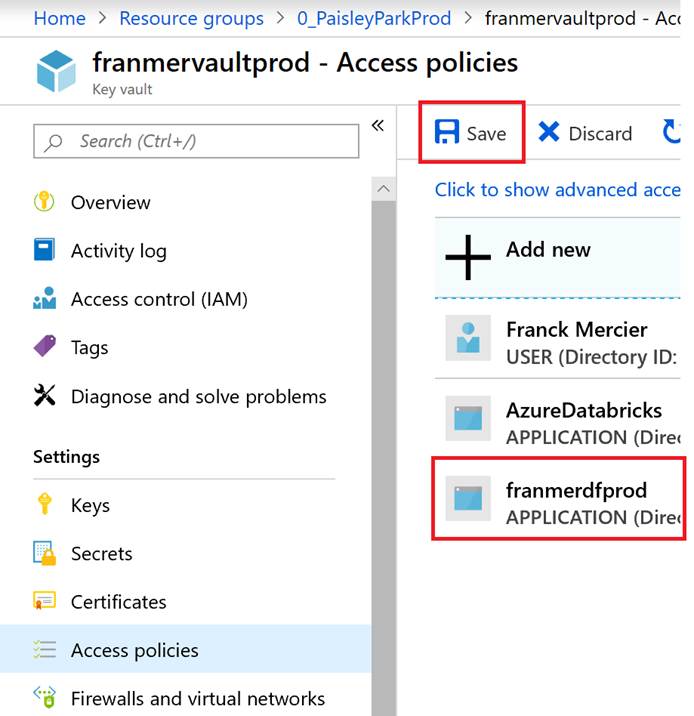 Home > Resource groups > 0_PaisleyParkProd > franmervaultprod - Acc
franmervaultprod - Access policies
Key vault
Search (Ctrl+/)
«
Save
Discard
Click to show advanced acce
Overview
Activity log
Access control (IAM)
Tags
Diagnose and solve problems
Settings
Keys
Secrets
Certificates
Access policies
Firewalls and virtual networks
Add new
Franck Mercier
USER (Directory ID:
AzureDatabricks
APPLICATION (Direc
franmerdfprod
APPLICATION (Direc